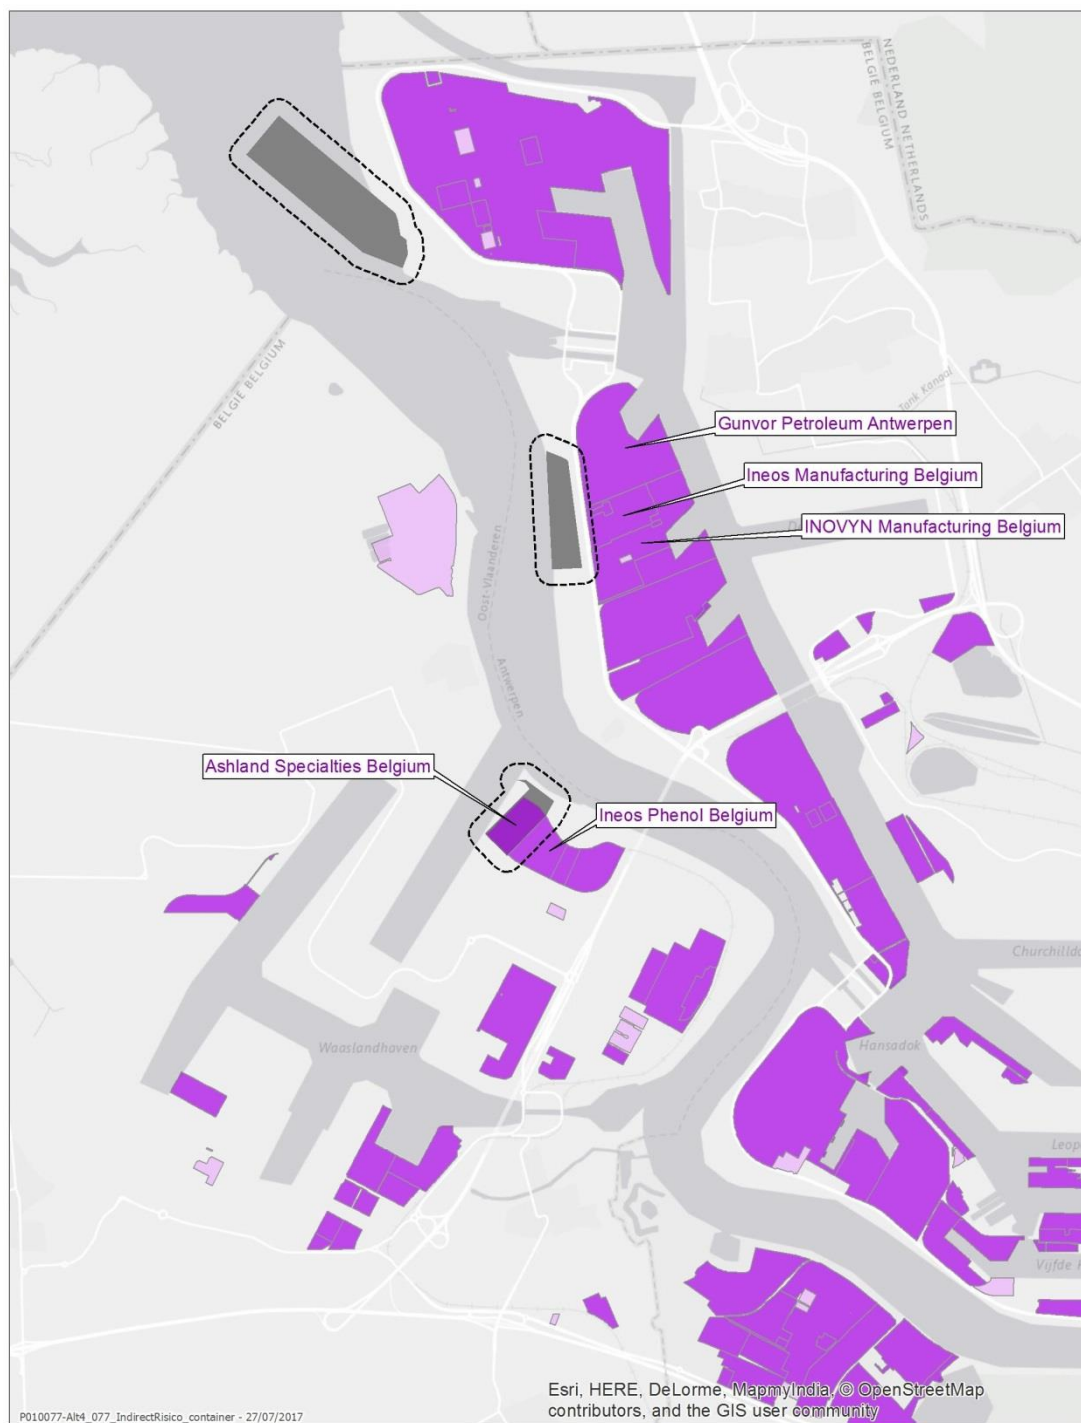 NEDERLAND NETHERLANDS
BELGIË BELGIUM
BELGIË BELGIUM
Tank Kanaal
Gunvor Petroleum Antwerpen
Ineos Manufacturing Belgium
INOVYN Manufacturing Belgium
D
Oost-Vlaanderen
Antwerpen
Ashland Specialties Belgium
Ineos Phenol Belgium
Churchilldo
Waaslandhaven
Hansadok
Leop
Vijfde H
Esri, HERE, DeLorme, MapmyIndia, © OpenStreetMap
contributors, and the GIS user community
P010077-Alt4_077_IndirectRisico_container - 27/07/2017